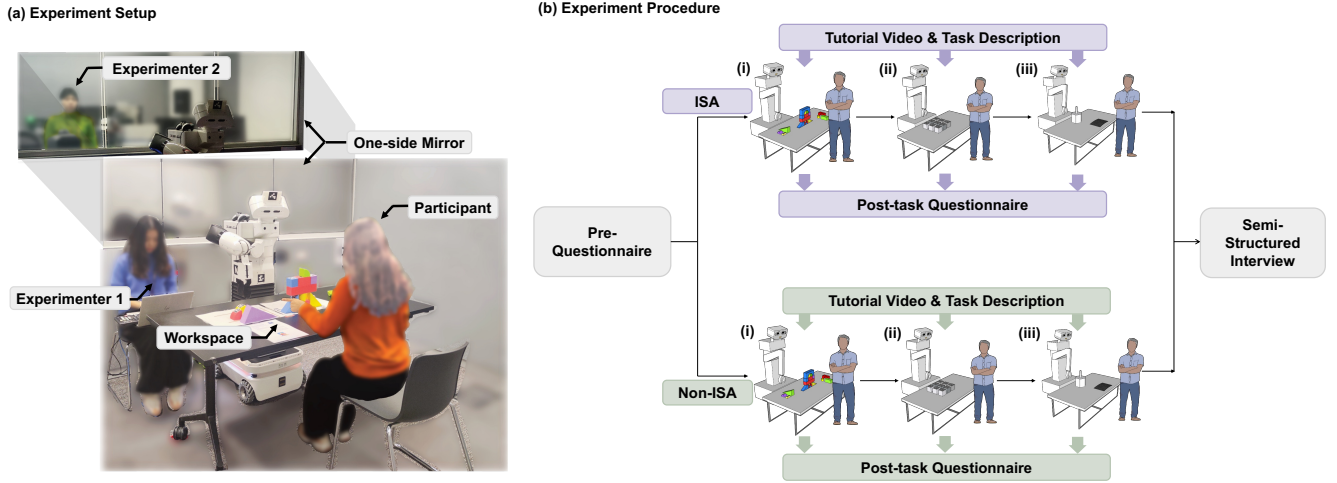 (a) Experiment Setup
Experimenter 2
One-side Mirror
Participant
Experimenter 1
Workspace
(b) Experiment Procedure
Tutorial Video & Task Description
(i)
(ii)
(iii)
ISA
Post-task Questionnaire
Pre-
Questionnaire
Semi-
Structured
Interview
Tutorial Video & Task Description
(i)
(ii)
(iii)
Non-ISA
Post-task Questionnaire